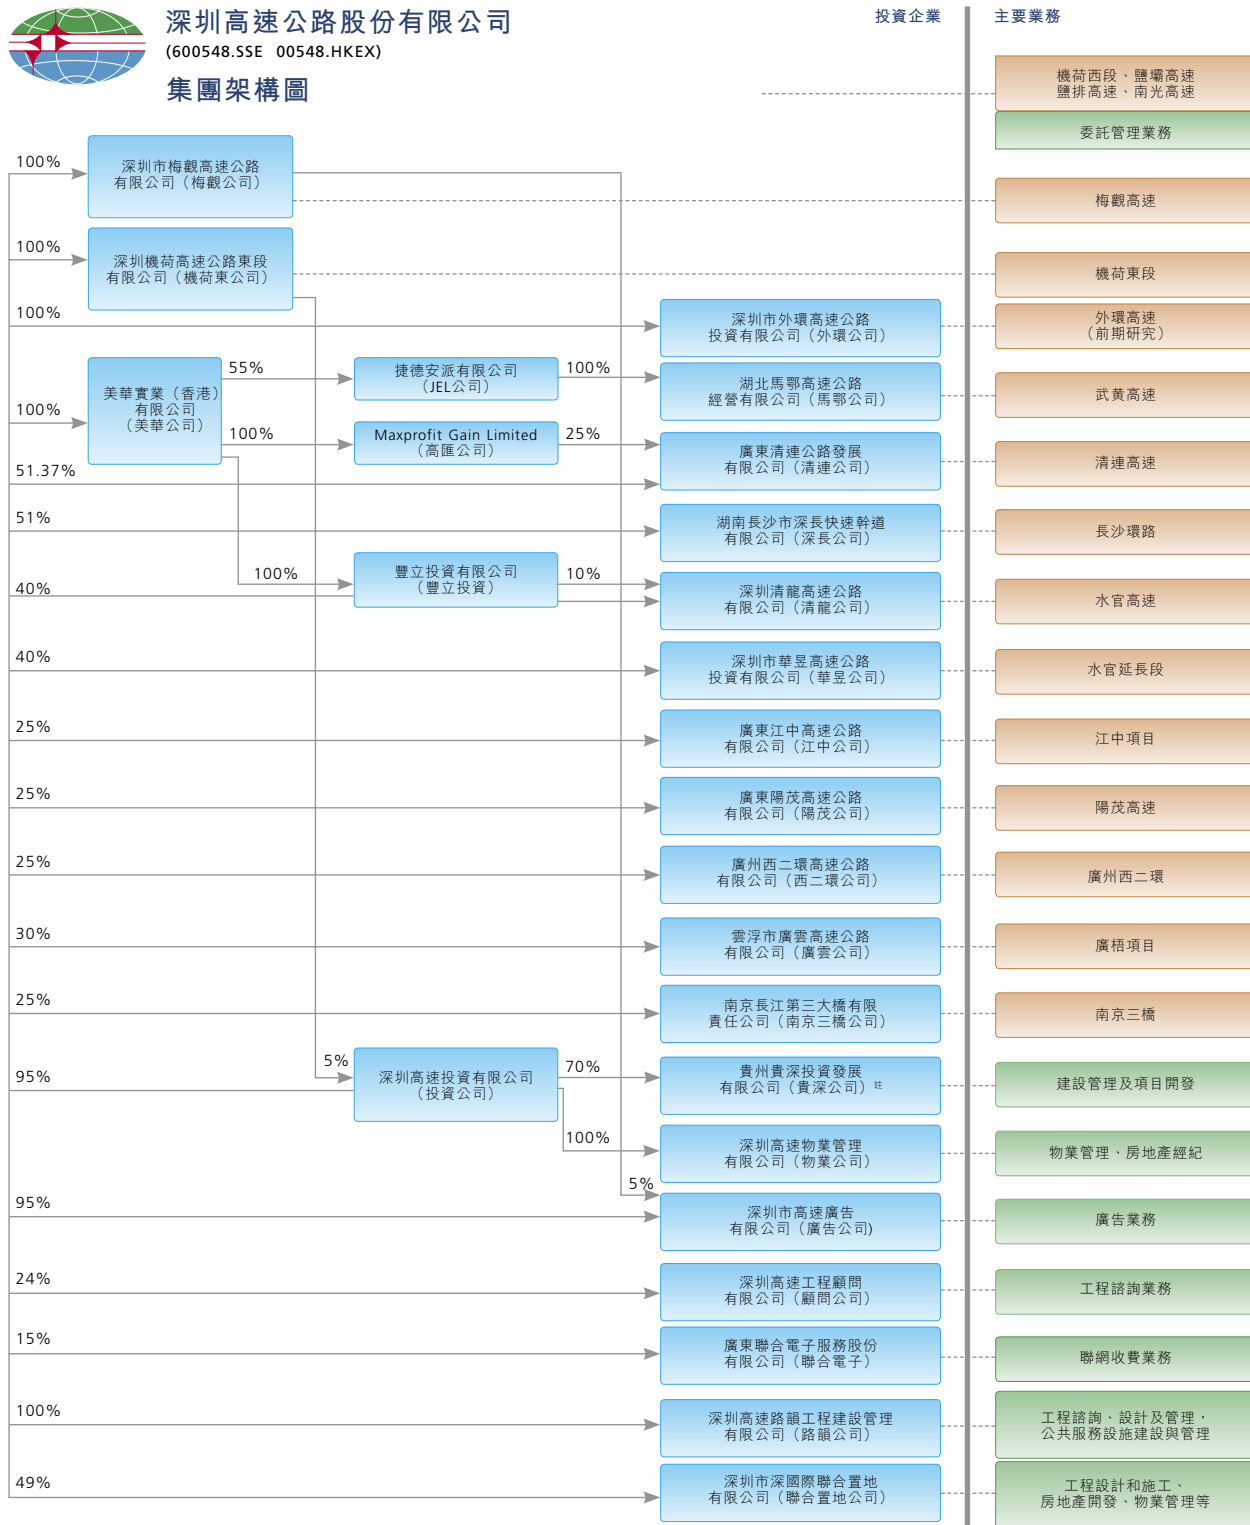 深圳高速公路股份有限公司
(600548.SSE 00548.HKEX)
集團架構圖
投資企業
主要業務
機荷西段、鹽壩高速
鹽排高速、南光高速
委託管理業務
100%
深圳市梅觀高速公路
有限公司（梅觀公司）
梅觀高速
100%
深圳機荷高速公路東段
有限公司（機荷東公司）
機荷東段
100%
深圳市外環高速公路
投資有限公司（外環公司）
外環高速
（前期研究）
100%
美華實業（香港）
有限公司
（美華公司）
55%
捷德安派有限公司
（JEL公司）
100%
湖北馬鄂高速公路
經營有限公司（馬鄂公司）
武黃高速
100%
Maxprofit Gain Limited
（高匯公司）
25%
廣東清連公路發展
有限公司（清連公司）
清連高速
51.37%
51%
湖南長沙市深長快速幹道
有限公司（深長公司）
長沙環路
100%
豐立投資有限公司
（豐立投資）
10%
40%
深圳清龍高速公路
有限公司（清龍公司）
水官高速
40%
深圳市華昱高速公路
投資有限公司（華昱公司）
水官延長段
25%
廣東江中高速公路
有限公司（江中公司）
江中項目
25%
廣東陽茂高速公路
有限公司（陽茂公司）
陽茂高速
25%
廣州西二環高速公路
有限公司（西二環公司）
廣州西二環
30%
雲浮市廣雲高速公路
有限公司（廣雲公司）
廣梧項目
25%
南京長江第三大橋有限
責任公司（南京三橋公司）
南京三橋
95%
5%
深圳高速投資有限公司
（投資公司）
70%
貴州貴深投資發展
有限公司（貴深公司）註
建設管理及項目開發
100%
深圳高速物業管理
有限公司（物業公司）
物業管理、房地產經紀
5%
95%
深圳市高速廣告
有限公司（廣告公司)
廣告業務
24%
深圳高速工程顧問
有限公司（顧問公司）
工程諮詢業務
15%
廣東聯合電子服務股份
有限公司（聯合電子）
聯網收費業務
100%
深圳高速路韻工程建設管理
有限公司（路韻公司）
工程諮詢、設計及管理，
公共服務設施建設與管理
49%
深圳市深國際聯合置地
有限公司（聯合置地公司）
工程設計和施工、
房地產開發、物業管理等